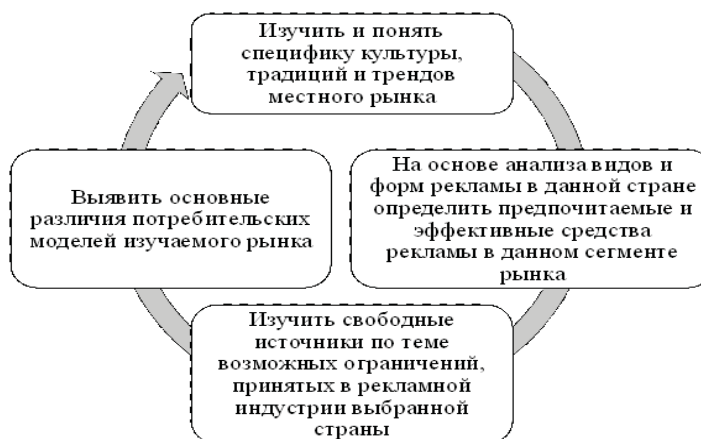 Изучить и понять
специфику культуры,
традиций и трендов
местного рынка
На основе анализа видов и
форм рекламы в данной стране
определить предпочитаемые и
эффективные средства
рекламы в данном сегменте
рынка
Изучить свободные
источники по теме
возможных ограничений,
принятых в рекламной
индустрии выбранной
страны
Выявить основные
различия потребительских
моделей изучаемого рынка